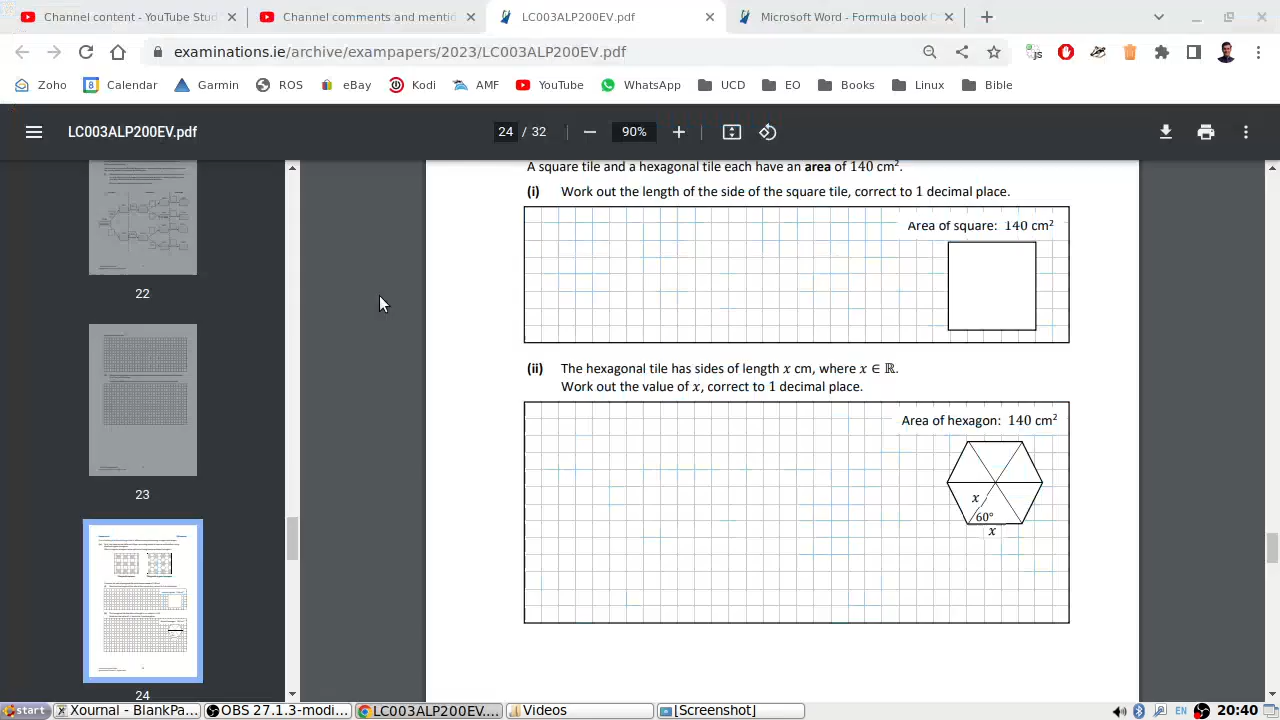 Channel content - YouTube Stud
Channel comments and mentio
LC003ALP200EV.pdf
Microsoft Word - Formula book D
examinations.ie/archive/exampapers/2023/LC003ALP200EV.pdf
JS
Zoho
8
Calendar
Garmin
ROS
eBay
Kodi
AMF
YouTube
WhatsApp
UCD
EO
Books
Linux
Bible
LC003ALP200EV.pdf
24 / 32
90%
22
23
24
A square tile and a hexagonal tile each have an area of 140 cm².
(i) Work out the length of the side of the square tile, correct to 1 decimal place.
Area of square: 140 cm²
(ii) The hexagonal tile has sides of length x cm, where x ∈ ℝ.
Work out the value of x, correct to 1 decimal place.
Area of hexagon: 140 cm²
x
60°
x
start
Xournal - BlankPa...
OBS 27.1.3-modi...
LC003ALP200EV....
Videos
[Screenshot]
EN
20:40